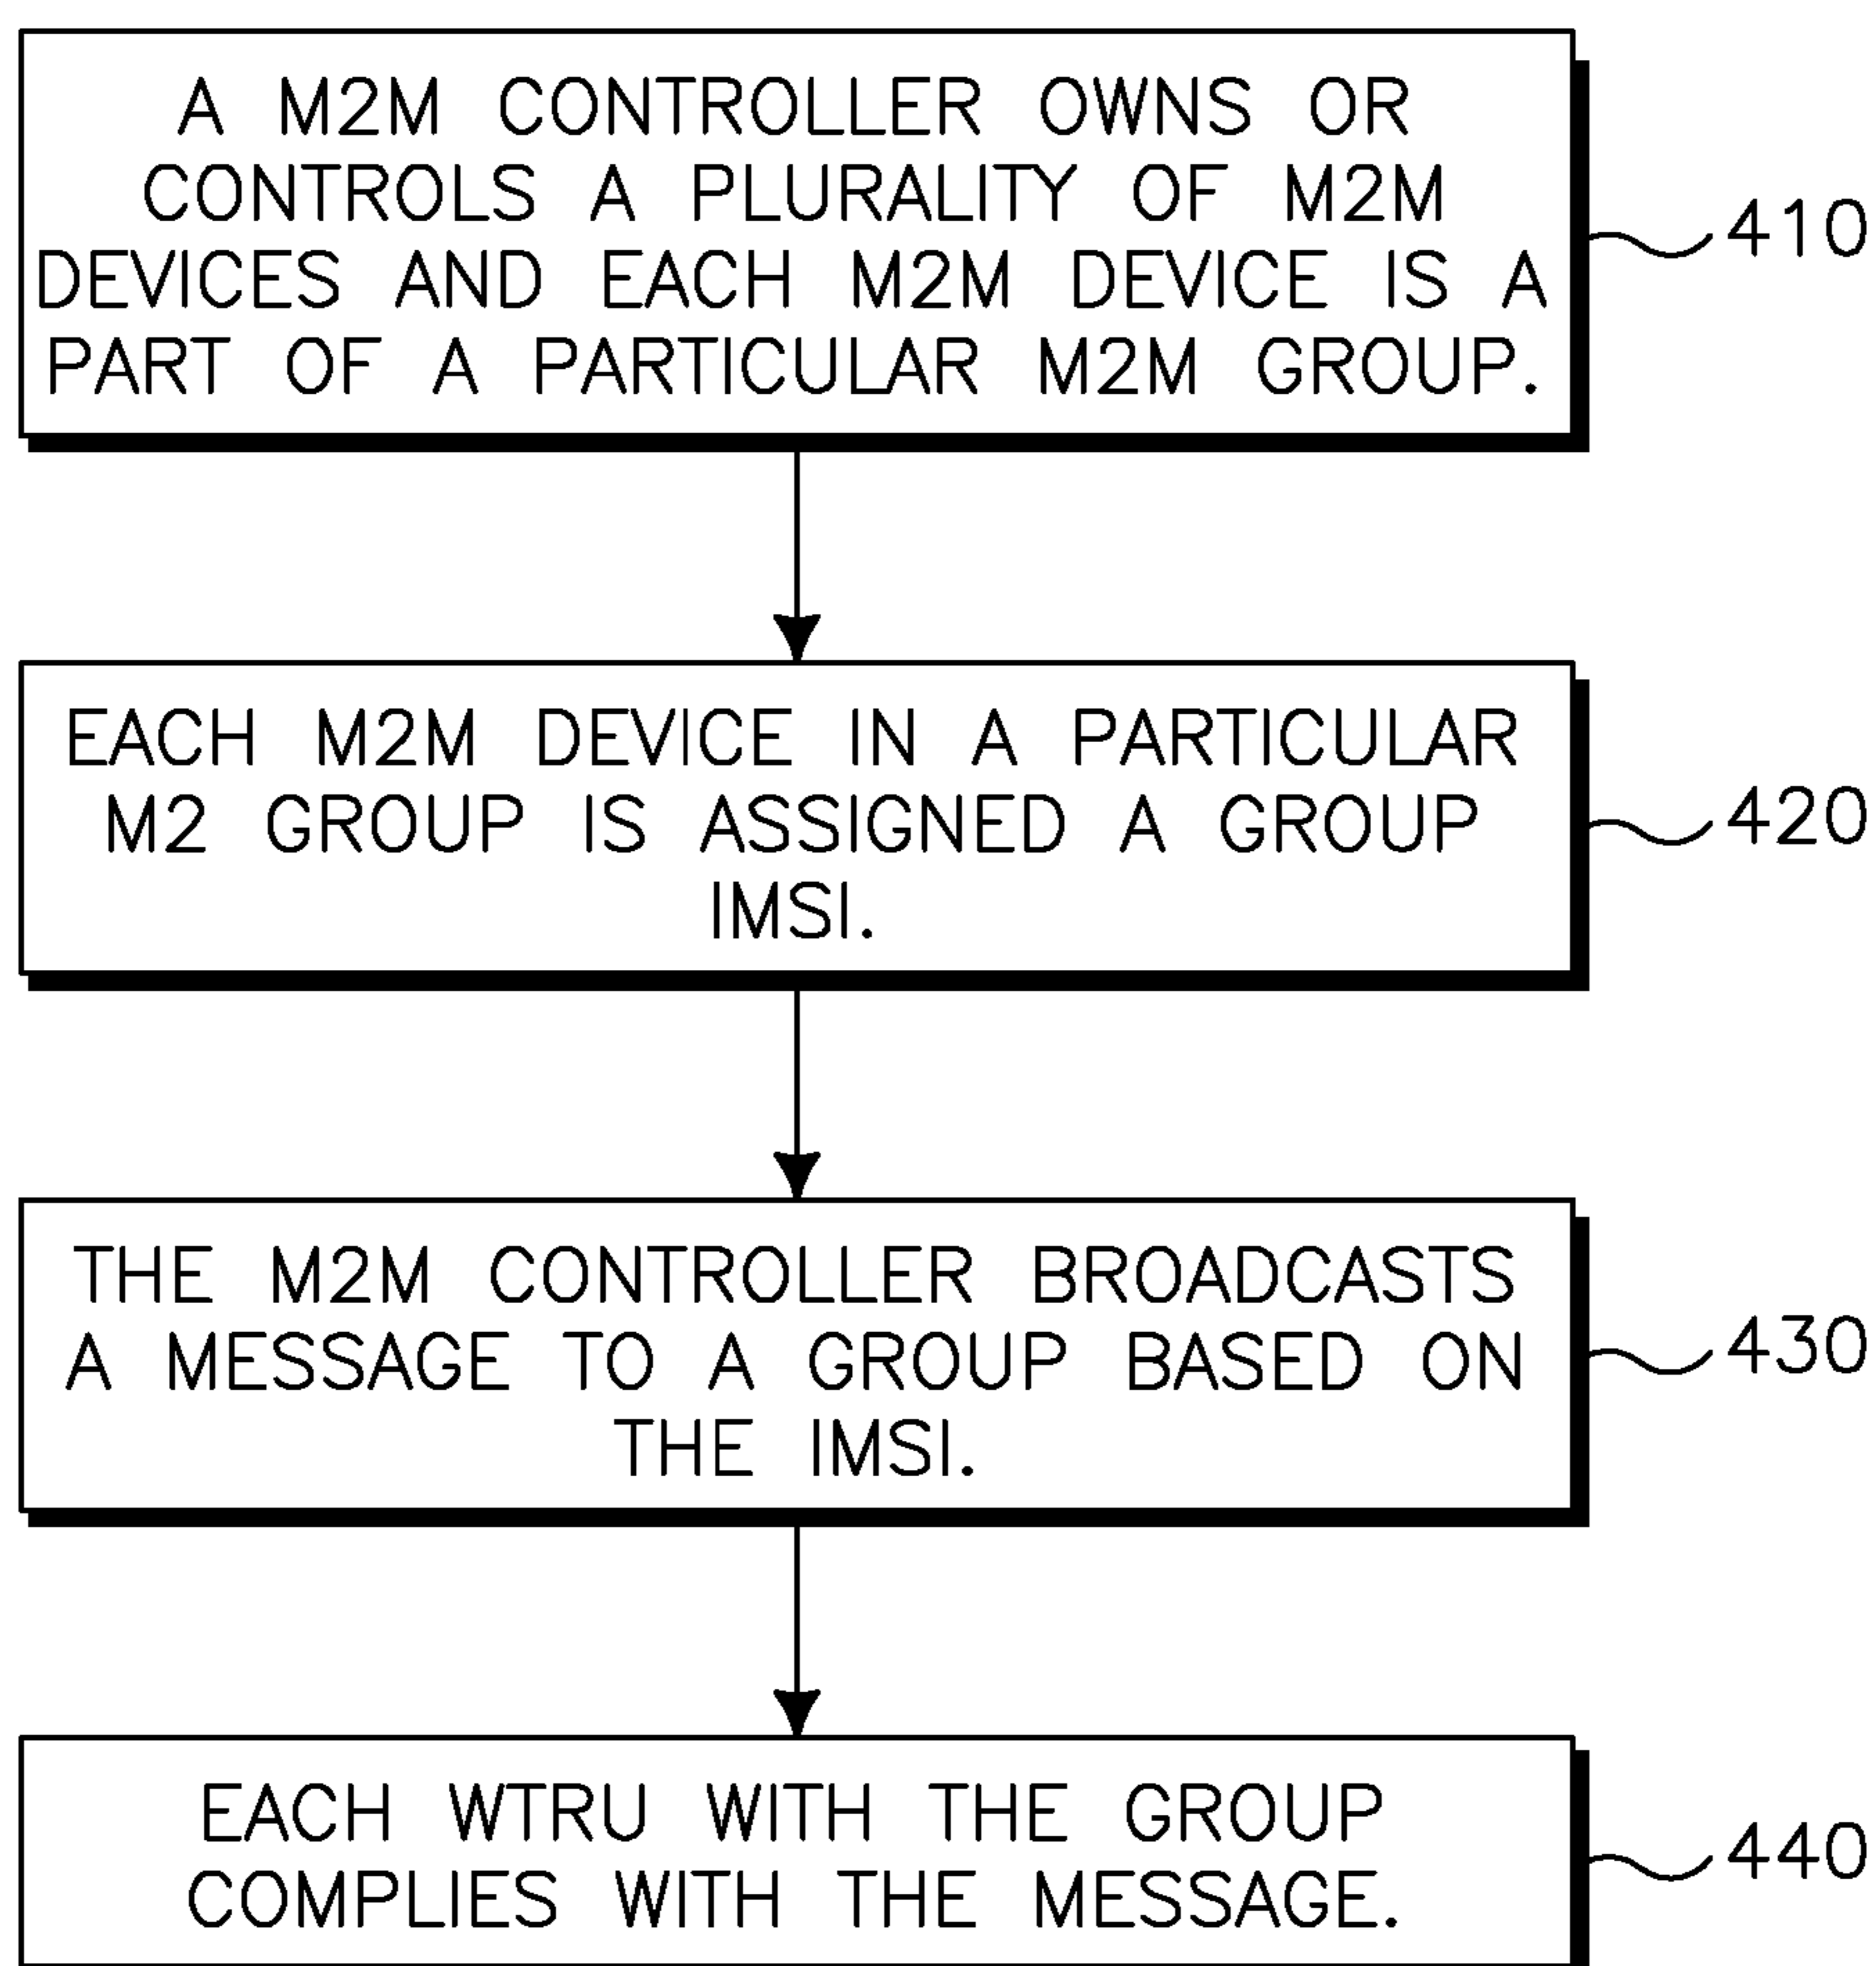 A M2M CONTROLLER OWNS OR
CONTROLS A PLURALITY OF M2M
DEVICES AND EACH M2M DEVICE IS A
PART OF A PARTICULAR M2M GROUP.
410
EACH M2M DEVICE IN A PARTICULAR
M2 GROUP IS ASSIGNED A GROUP
IMSI.
420
THE M2M CONTROLLER BROADCASTS
A MESSAGE TO A GROUP BASED ON
THE IMSI.
430
EACH WTRU WITH THE GROUP
COMPLIES WITH THE MESSAGE.
440